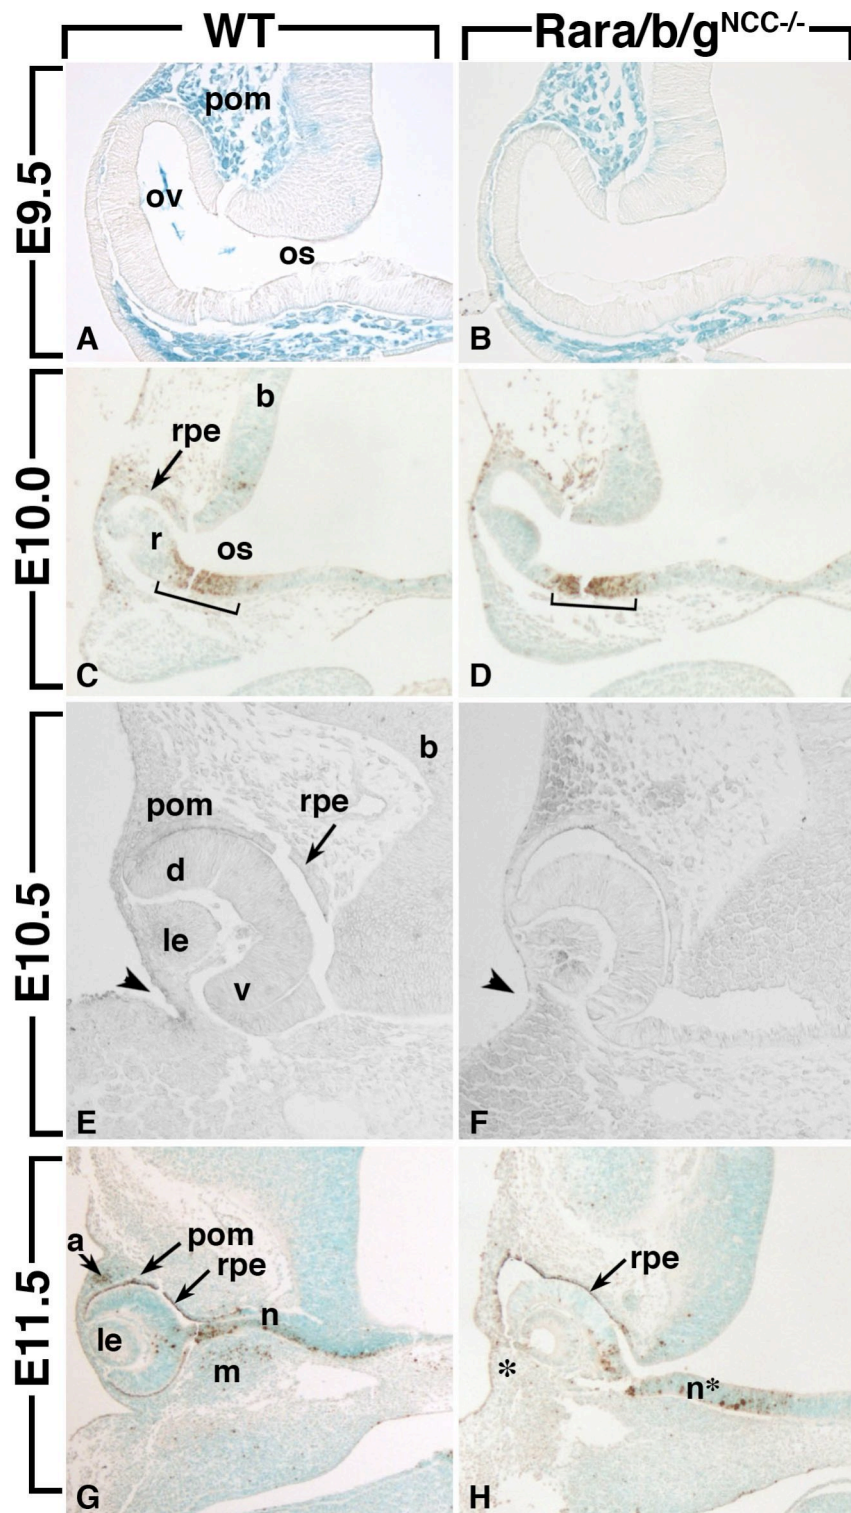 WT Rara/b/gNCC-/-
E9.5
pom
ov
os
A B
E10.0
b
rpe
r
os
C D
E10.5
b
pom
rpe
d
le
v
E F
E11.5
a
pom
rpe
rpe
n
le
m
*
n*
G H